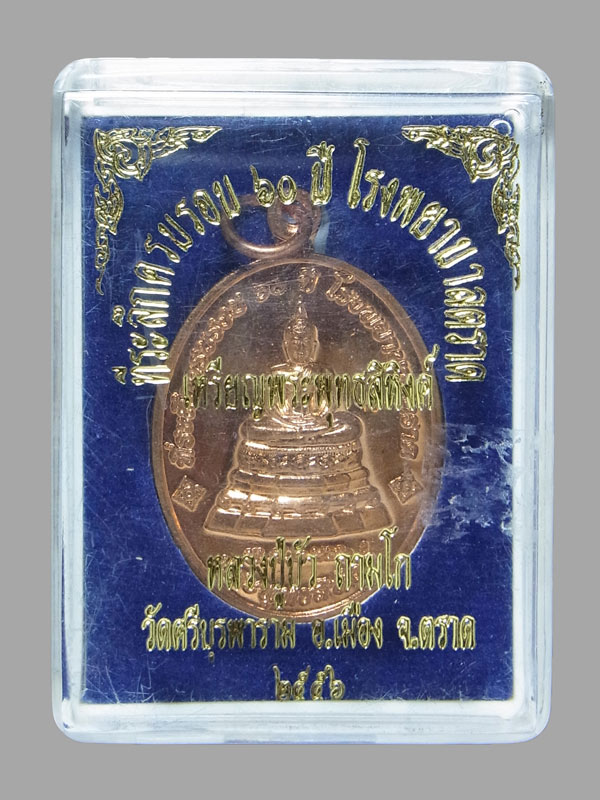 ที่ระลึกครบรอบ ๖๐ ปี โรงพยาบาลตราด
เหรียญพระพุทธสิหิงค์
หลวงปู่บัว ถามโก
วัดศรีบุรพาราม อ.เมือง จ.ตราด
๒๕๕๖